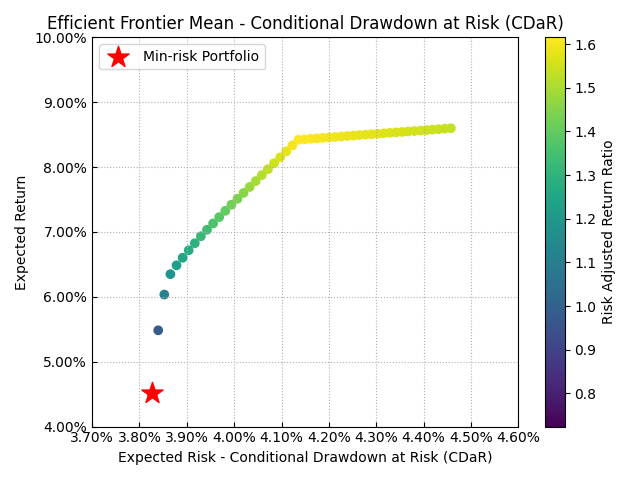 Efficient Frontier Mean - Conditional Drawdown at Risk (CDaR)
Min-risk Portfolio
10.00%
9.00%
8.00%
7.00%
6.00%
5.00%
4.00%
Expected Return
3.70% 3.80% 3.90% 4.00% 4.10% 4.20% 4.30% 4.40% 4.50% 4.60%
Expected Risk - Conditional Drawdown at Risk (CDaR)
1.6
1.5
1.4
1.3
1.2
1.1
1.0
0.9
0.8
Risk Adjusted Return Ratio